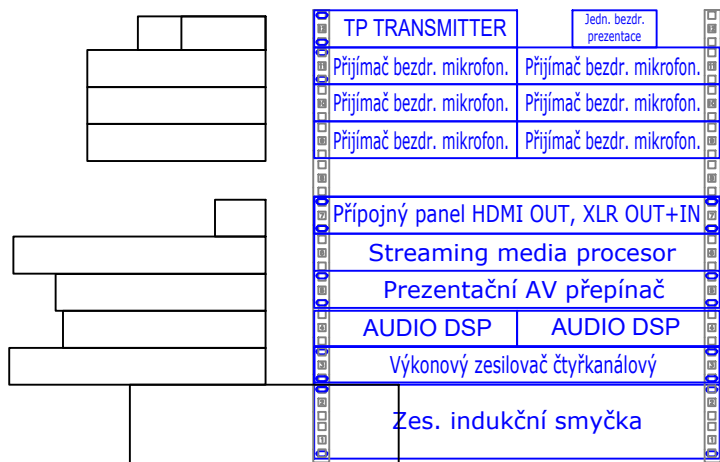 TP TRANSMITTER
Jedn. bezdr.
prezentace
Přijímač bezdr. mikrofon. Přijímač bezdr. mikrofon.
Přijímač bezdr. mikrofon. Přijímač bezdr. mikrofon.
Přijímač bezdr. mikrofon. Přijímač bezdr. mikrofon.
Přípojný panel HDMI OUT, XLR OUT+IN
Streaming media procesor
Prezentační AV přepínač
AUDIO DSP AUDIO DSP
Výkonový zesilovač čtyřkanálový
Zes. indukční smyčka